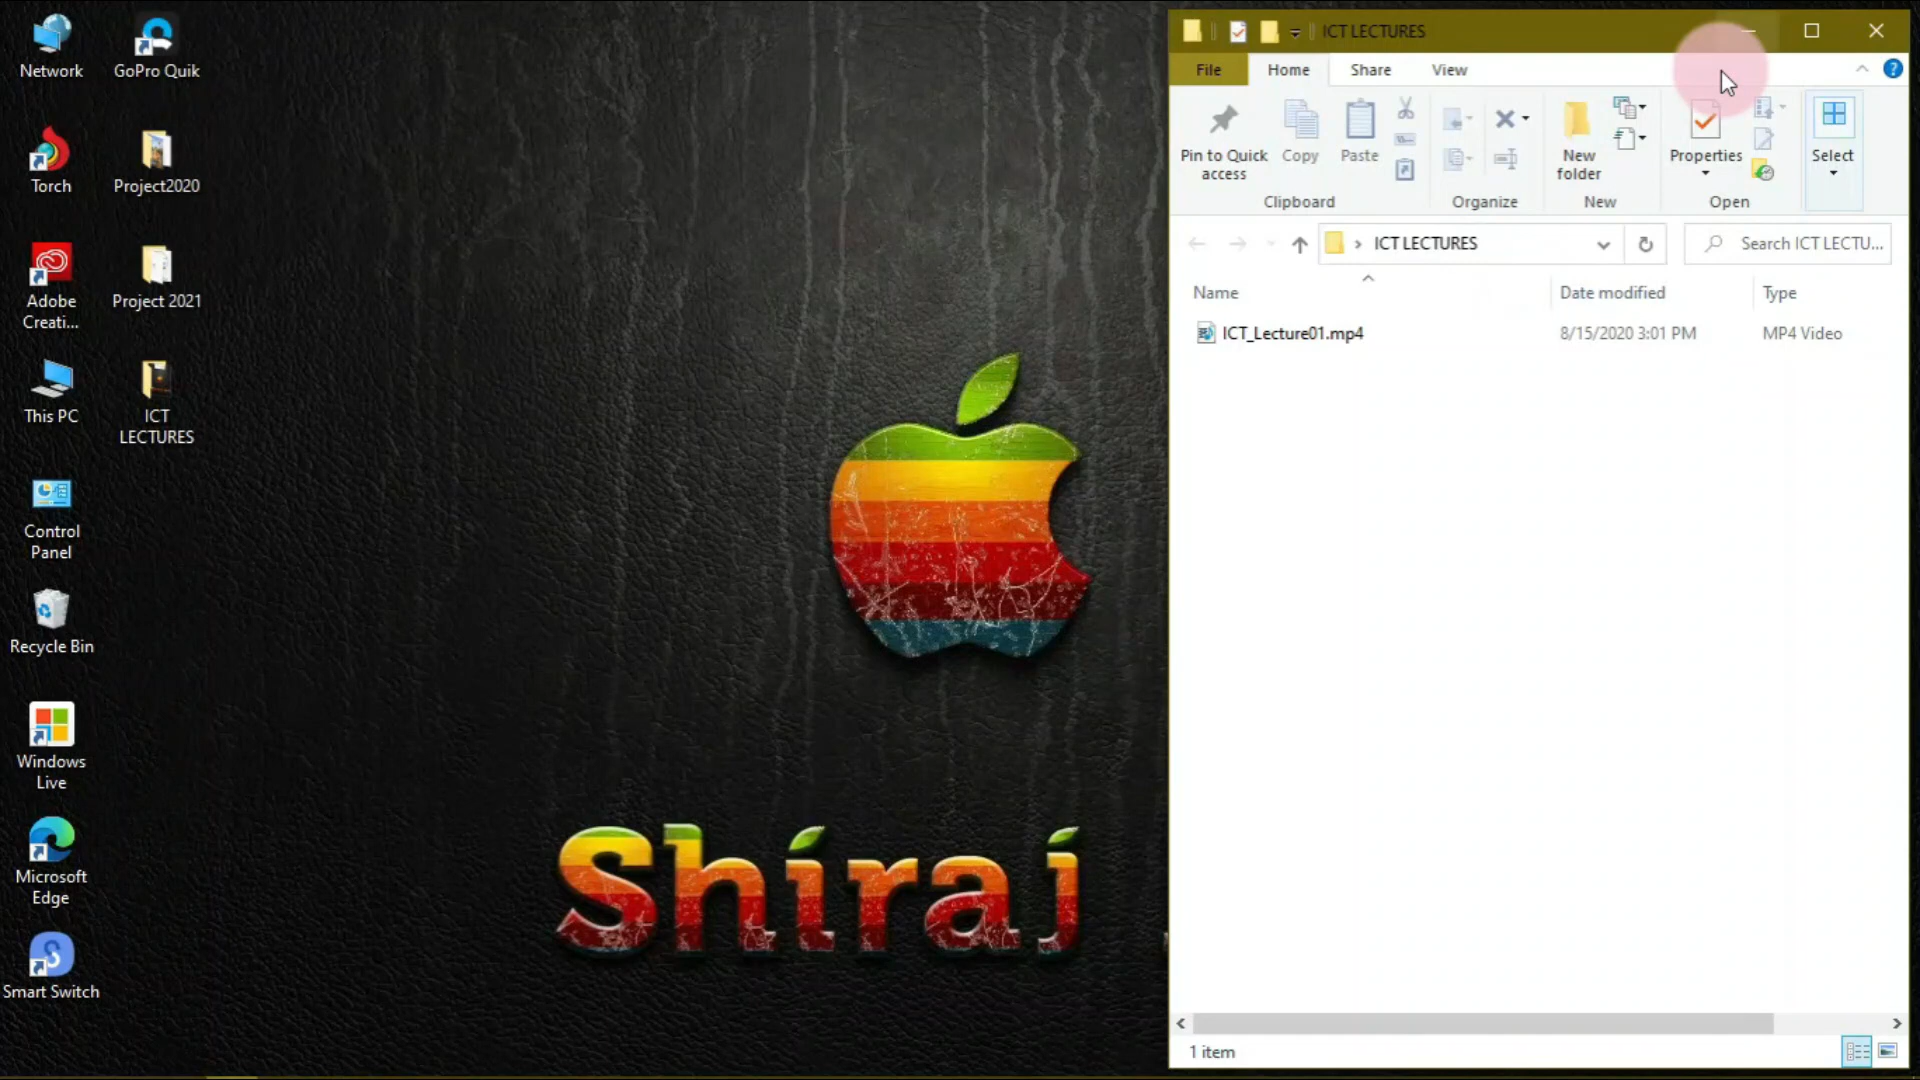 Network
GoPro Quik
Torch
Project2020
Adobe
Creati...
Project 2021
This PC
ICT
LECTURES
Control
Panel
Recycle Bin
Windows
Live
Microsoft
Edge
Smart Switch
Shiraj
ICT LECTURES
File
Home
Share
View
Pin to Quick
access
Copy
Paste
New
folder
Properties
Select
Clipboard
Organize
New
Open
ICT LECTURES
Search ICT LECTU...
Name
Date modified
Type
ICT_Lecture01.mp4
8/15/2020 3:01 PM
MP4 Video
1 item